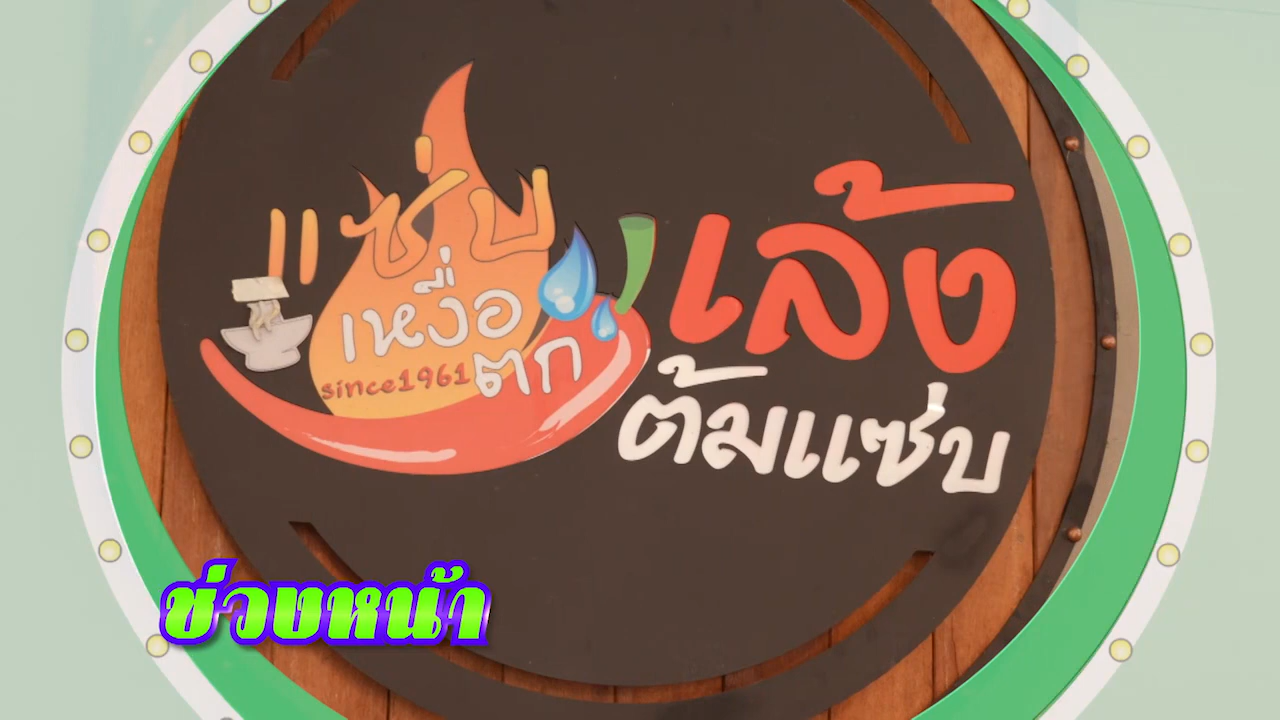 แซ่บ
เหงื่อ
ตก
since1961
เล้ง
ต้มแซ่บ
ช่วงหน้า